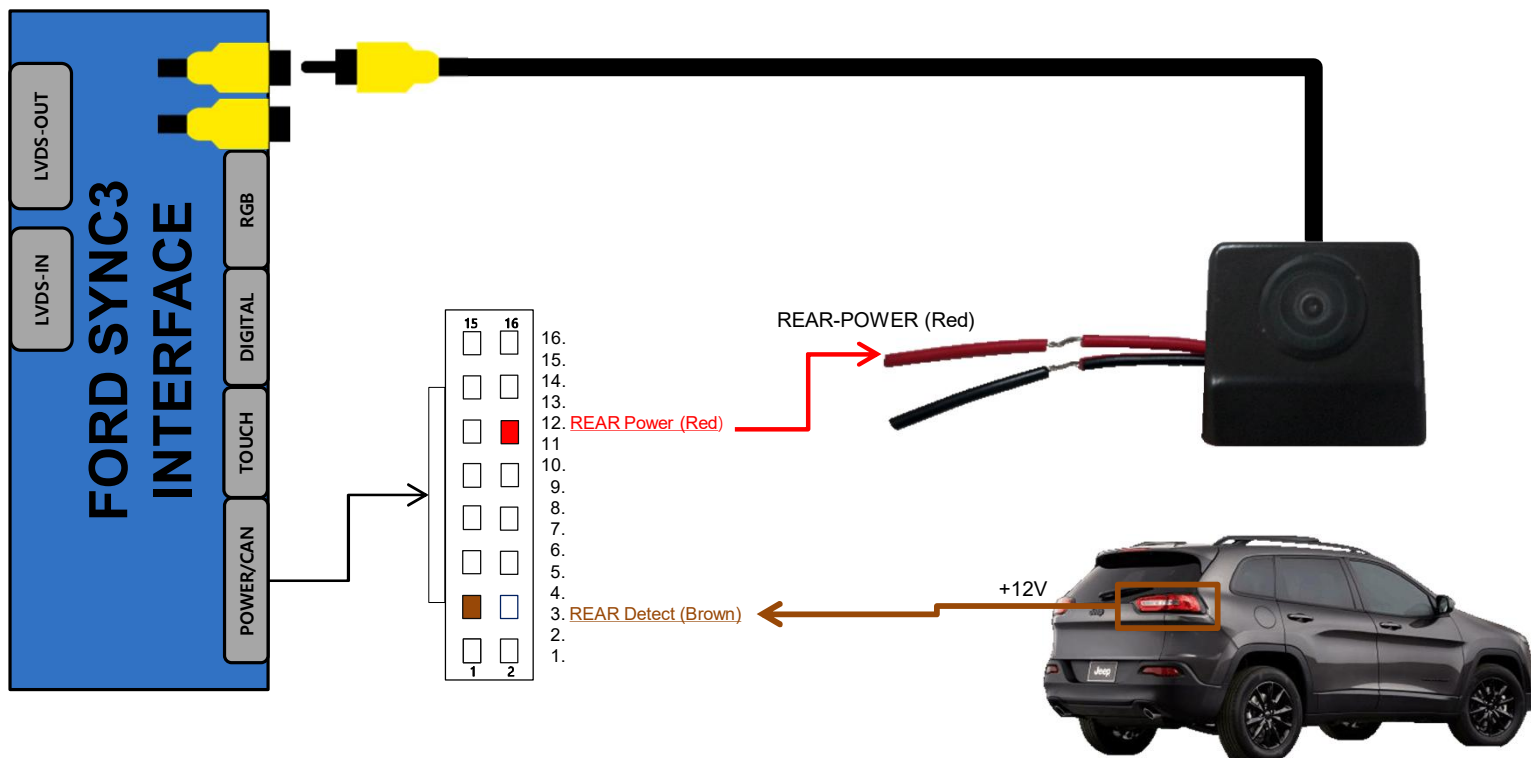 LVDS-OUT
LVDS-IN
FORD SYNC3
INTERFACE
RGB
DIGITAL
TOUCH
POWER/CAN
15 16
16.
15.
14.
13.
12. REAR Power (Red)
11
10.
9.
8.
7.
6.
5.
4.
3. REAR Detect (Brown)
2.
1.
1 2
REAR-POWER (Red)
+12V
Jeep